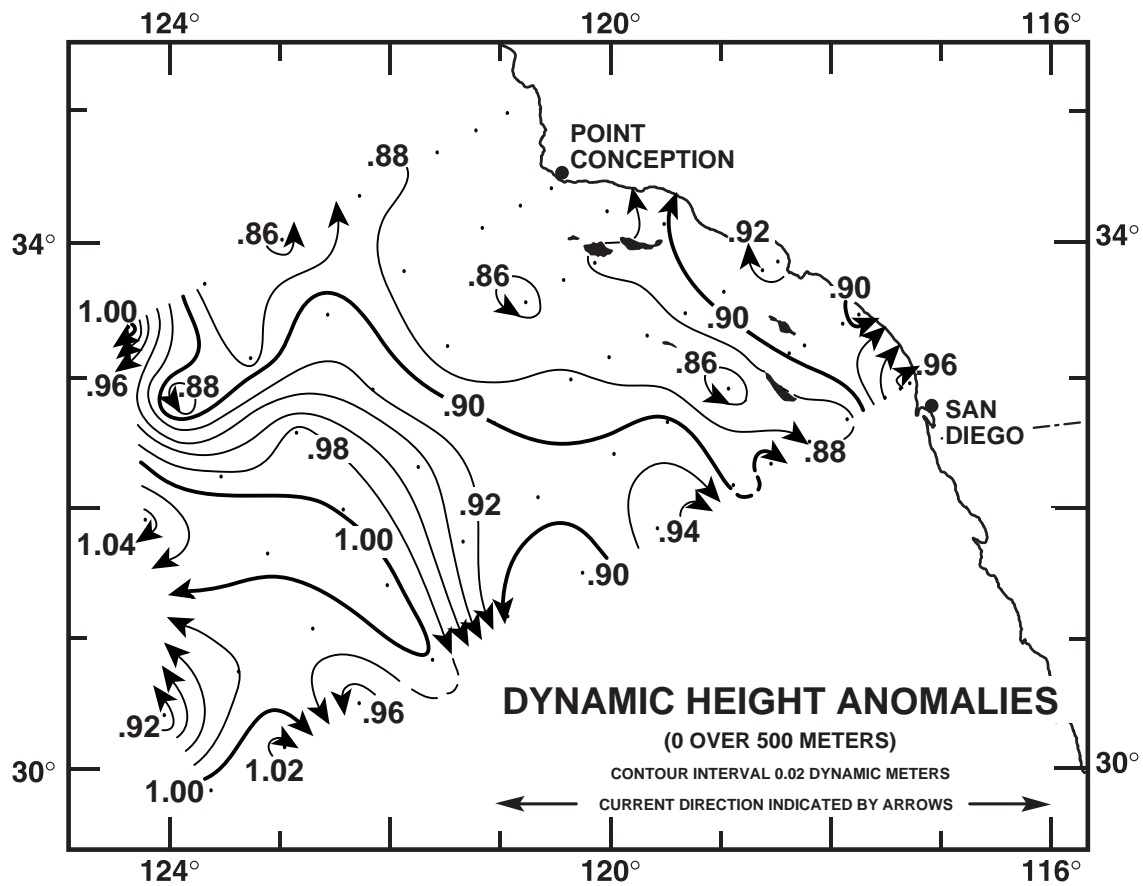 124° 120° 116°
POINT
CONCEPTION
.88
.86 .92
34° 34°
.86
.90
1.00 .90
.86 .96
.96 .88
.90 SAN
DIEGO
.98 .88
.92
.94
1.04 1.00
.90
DYNAMIC HEIGHT ANOMALIES
.92 .96
(0 OVER 500 METERS)
30° 1.02 CONTOUR INTERVAL 0.02 DYNAMIC METERS 30°
1.00 CURRENT DIRECTION INDICATED BY ARROWS
124° 120° 116°